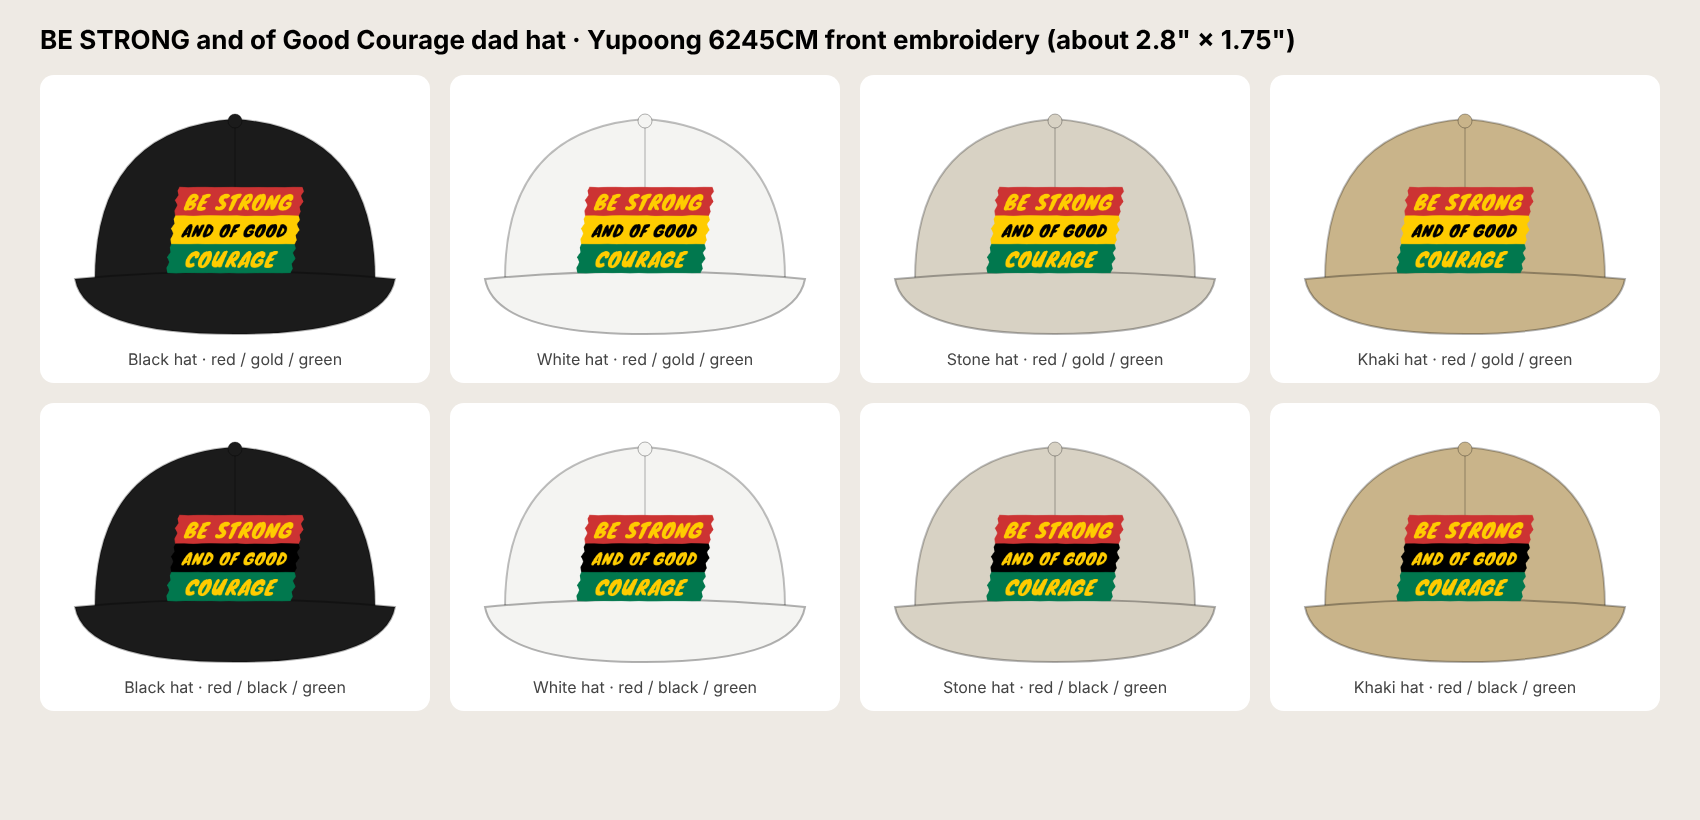 BE STRONG and of Good Courage dad hat · Yupoong 6245CM front embroidery (about 2.8" × 1.75")
BE STRONG
AND OF GOOD
COURAGE
Black hat · red / gold / green
BE STRONG
AND OF GOOD
COURAGE
White hat · red / gold / green
BE STRONG
AND OF GOOD
COURAGE
Stone hat · red / gold / green
BE STRONG
AND OF GOOD
COURAGE
Khaki hat · red / gold / green
BE STRONG
AND OF GOOD
COURAGE
Black hat · red / black / green
BE STRONG
AND OF GOOD
COURAGE
White hat · red / black / green
BE STRONG
AND OF GOOD
COURAGE
Stone hat · red / black / green
BE STRONG
AND OF GOOD
COURAGE
Khaki hat · red / black / green